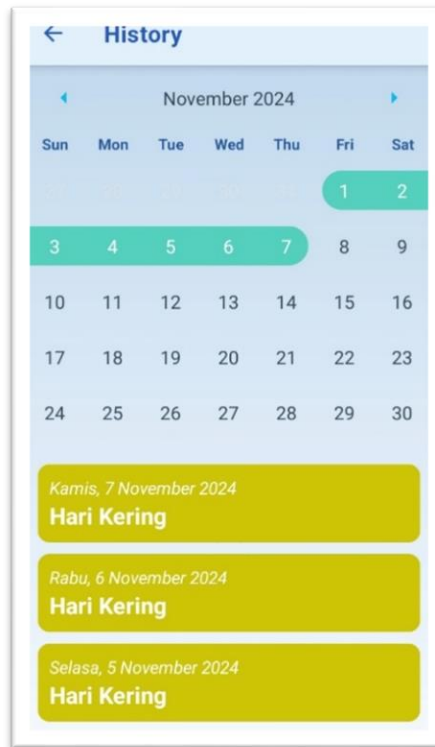 ← History
November 2024
Sun Mon Tue Wed Thu Fri Sat
1 2
3 4 5 6 7 8 9
10 11 12 13 14 15 16
17 18 19 20 21 22 23
24 25 26 27 28 29 30
Kamis, 7 November 2024
Hari Kering
Rabu, 6 November 2024
Hari Kering
Selasa, 5 November 2024
Hari Kering